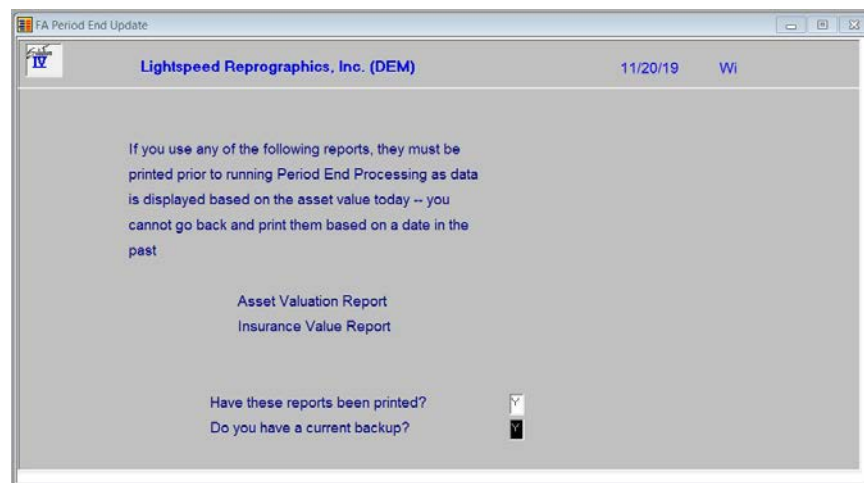 FA Period End Update
IV
Lightspeed Reprographics, Inc. (DEM) 11/20/19 Wi
If you use any of the following reports, they must be
printed prior to running Period End Processing as data
is displayed based on the asset value today -- you
cannot go back and print them based on a date in the
past
Asset Valuation Report
Insurance Value Report
Have these reports been printed? Y
Do you have a current backup? Y